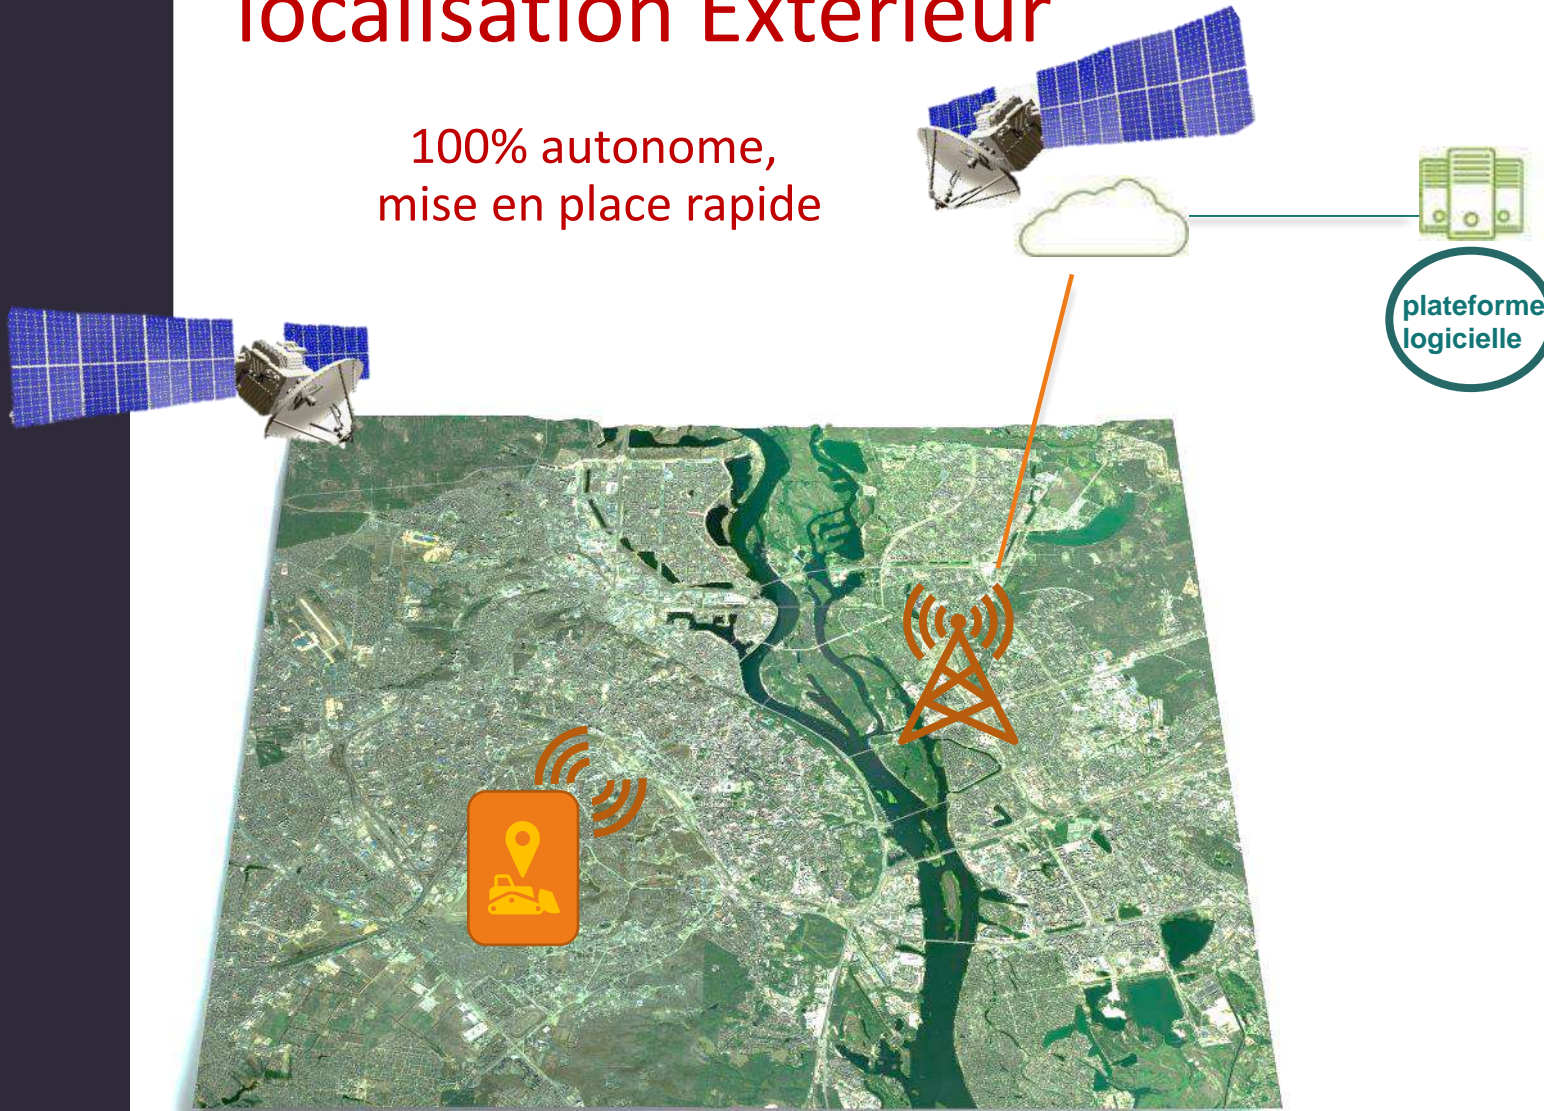 localisation Extérieur
100% autonome,
mise en place rapide
plateforme
logicielle